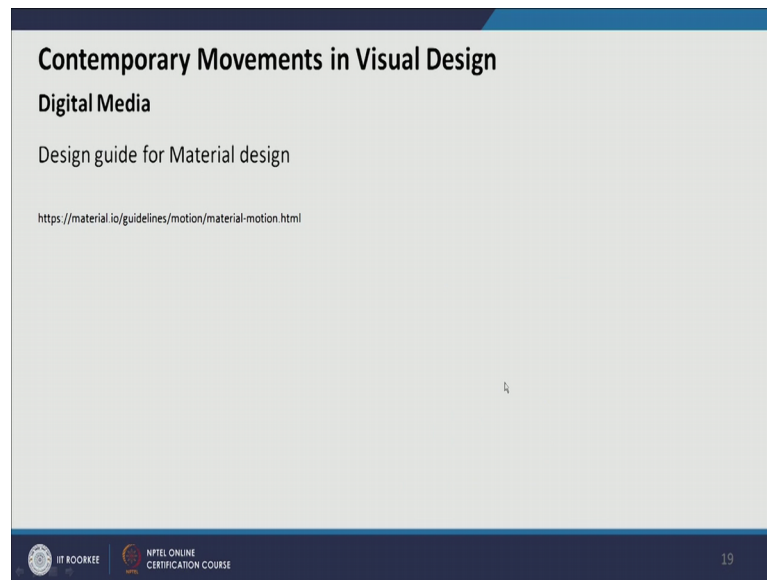 Contemporary Movements in Visual Design
Digital Media
Design guide for Material design
https://material.io/guidelines/motion/material-motion.html
IIT ROORKEE
NPTEL ONLINE
CERTIFICATION COURSE
19